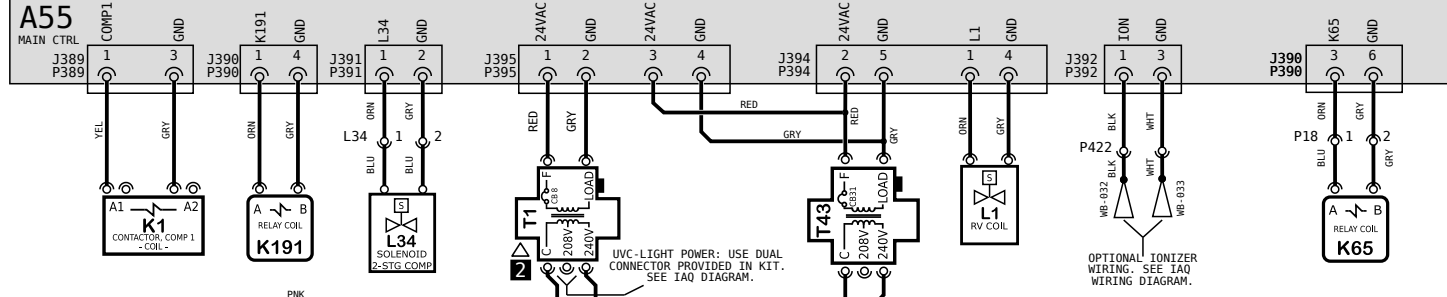 A55
MAIN CTRL
COMP1 GND K191 GND L34 GND 24VAC GND 24VAC GND 24VAC GND L1 GND ION GND K65 GND
J389 1 3 J390 1 4 J391 1 2 J395 1 2 3 4 J394 2 5 1 4 J392 1 3 J390 3 6
P389 P390 P391 P395 P394 P392 P390
YEL GRY ORN GRY ORN GRY RED GRY RED RED ORN GRY BLK WHT ORN GRY
GRY GRY
L34 1 2 P422 P18 1 2
BLU BLU BLK WHT BLU GRY
WB-032 WB-033
A1 A2
K1
CONTACTOR, COMP 1
- COIL -
A B
RELAY COIL
K191
S
L34
SOLENOID
2-STG COMP
F LOAD
CB8
T1
C 208V 240V
2
UVC-LIGHT POWER: USE DUAL
CONNECTOR PROVIDED IN KIT.
SEE IAQ DIAGRAM.
F LOAD
CB31
T43
C 208V 240V
S
L1
RV COIL
OPTIONAL IONIZER
WIRING. SEE IAQ
WIRING DIAGRAM.
A B
RELAY COIL
K65
PNK